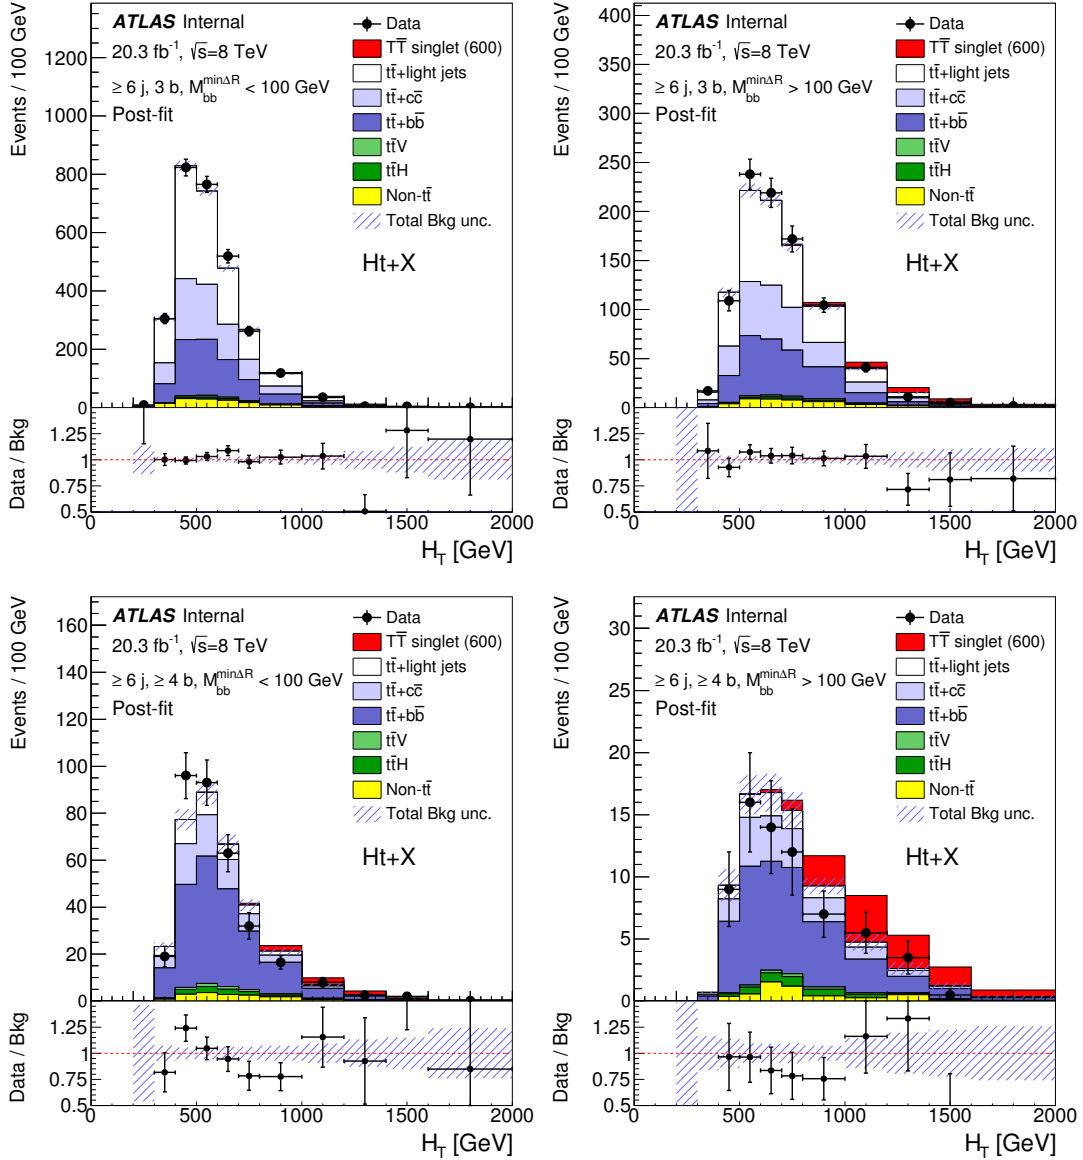 ATLAS Internal
20.3 fb⁻¹, √s=8 TeV
≥ 6 j, 3 b, M_bb^minΔR < 100 GeV
Post-fit
Data
TT̅ singlet (600)
tt̅+light jets
tt̅+cc̅
tt̅+bb̅
tt̅V
tt̅H
Non-tt̅
Total Bkg unc.
Ht+X
Events / 100 GeV
1200
1000
800
600
400
200
0
Data / Bkg
1.25
1
0.75
0.5
0 500 1000 1500 2000
H_T [GeV]
ATLAS Internal
20.3 fb⁻¹, √s=8 TeV
≥ 6 j, 3 b, M_bb^minΔR > 100 GeV
Post-fit
Data
TT̅ singlet (600)
tt̅+light jets
tt̅+cc̅
tt̅+bb̅
tt̅V
tt̅H
Non-tt̅
Total Bkg unc.
Ht+X
Events / 100 GeV
400
350
300
250
200
150
100
50
0
Data / Bkg
1.25
1
0.75
0.5
0 500 1000 1500 2000
H_T [GeV]
ATLAS Internal
20.3 fb⁻¹, √s=8 TeV
≥ 6 j, ≥ 4 b, M_bb^minΔR < 100 GeV
Post-fit
Data
TT̅ singlet (600)
tt̅+light jets
tt̅+cc̅
tt̅+bb̅
tt̅V
tt̅H
Non-tt̅
Total Bkg unc.
Ht+X
Events / 100 GeV
160
140
120
100
80
60
40
20
0
Data / Bkg
1.25
1
0.75
0.5
0 500 1000 1500 2000
H_T [GeV]
ATLAS Internal
20.3 fb⁻¹, √s=8 TeV
≥ 6 j, ≥ 4 b, M_bb^minΔR > 100 GeV
Post-fit
Data
TT̅ singlet (600)
tt̅+light jets
tt̅+cc̅
tt̅+bb̅
tt̅V
tt̅H
Non-tt̅
Total Bkg unc.
Ht+X
Events / 100 GeV
30
25
20
15
10
5
0
Data / Bkg
1.25
1
0.75
0.5
0 500 1000 1500 2000
H_T [GeV]